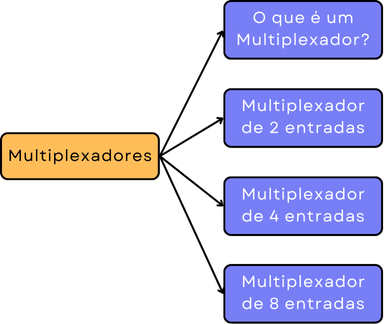 Multiplexadores
O que é um
Multiplexador?
Multiplexador
de 2 entradas
Multiplexador
de 4 entradas
Multiplexador
de 8 entradas